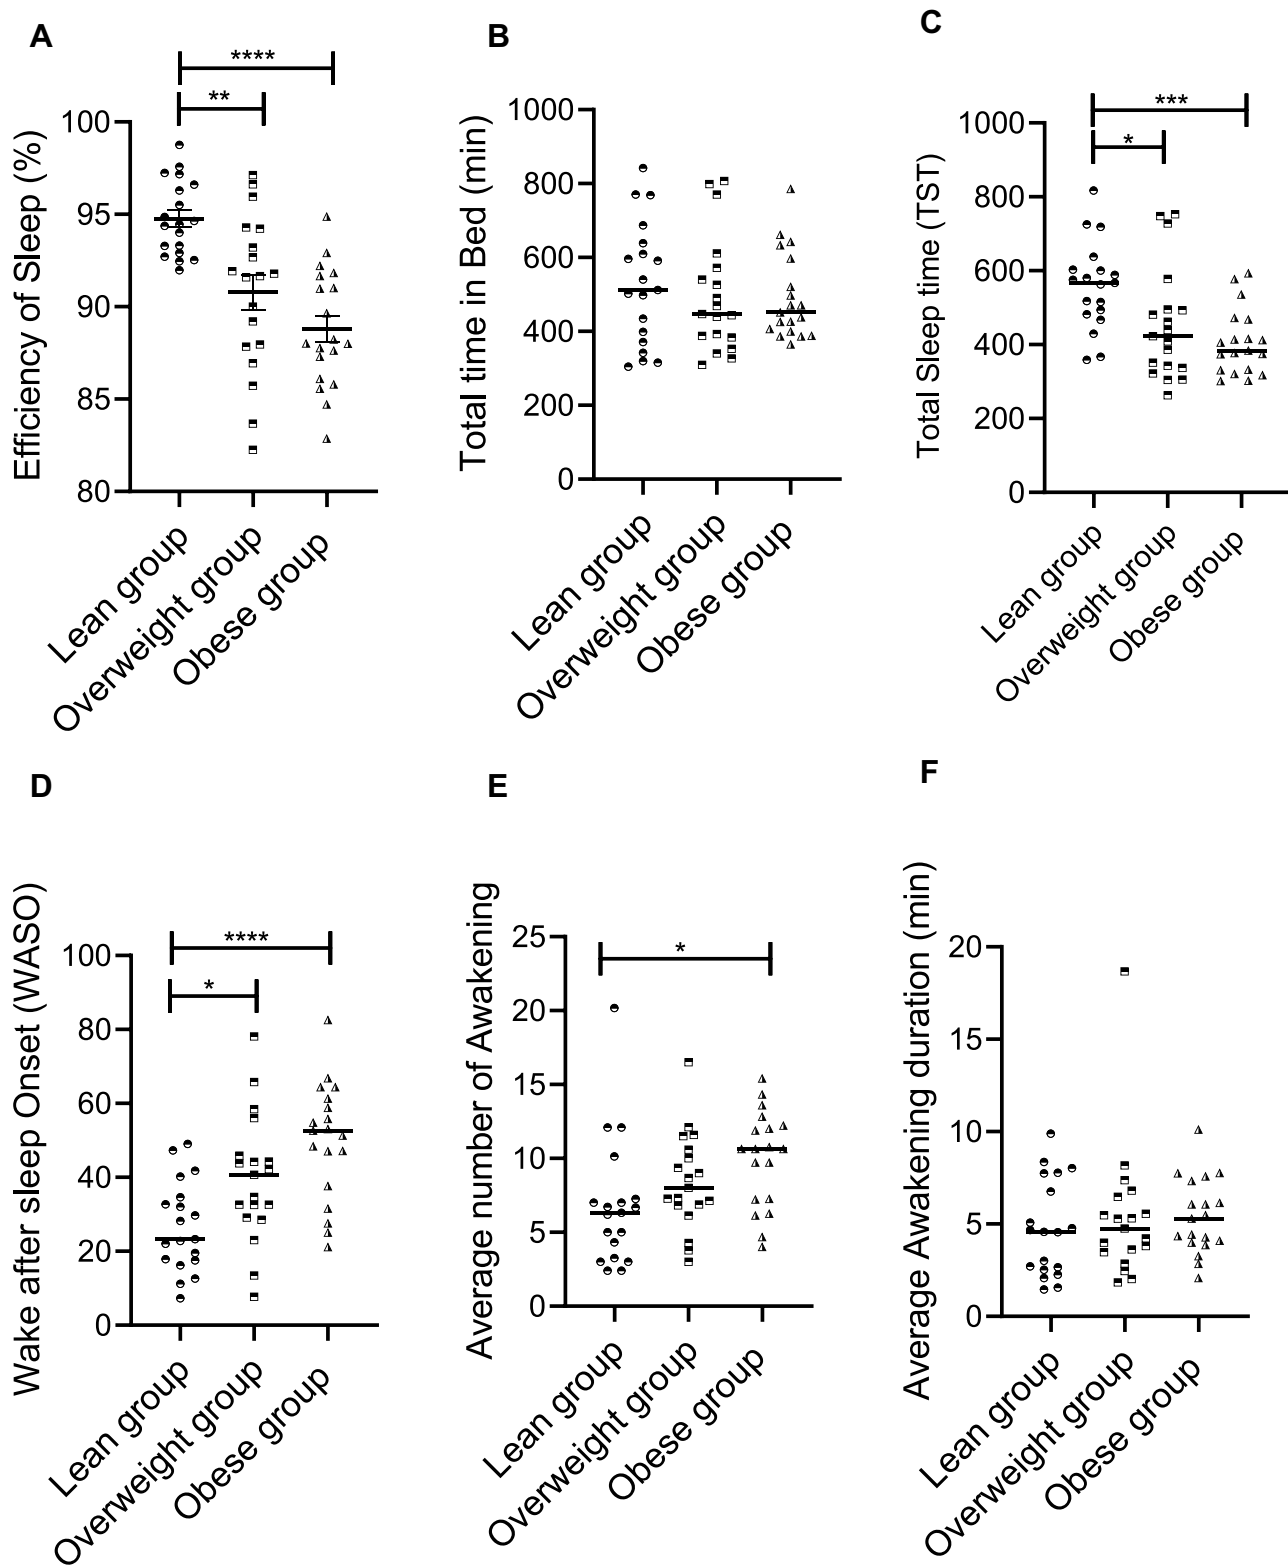 A
****
**
Efficiency of Sleep (%)
100
95
90
85
80
Lean group
Overweight group
Obese group
B
Total time in Bed (min)
1000
800
600
400
200
0
Lean group
Overweight group
Obese group
C
***
*
Total Sleep time (TST)
1000
800
600
400
200
0
Lean group
Overweight group
Obese group
D
****
*
Wake after sleep Onset (WASO)
100
80
60
40
20
0
Lean group
Overweight group
Obese group
E
*
Average number of Awakening
25
20
15
10
5
0
Lean group
Overweight group
Obese group
F
Average Awakening duration (min)
20
15
10
5
0
Lean group
Overweight group
Obese group